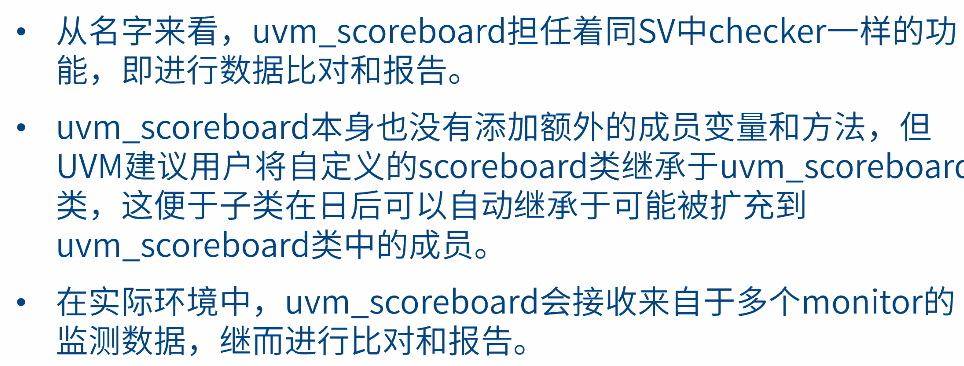 • 从名字来看，uvm_scoreboard担任着同SV中checker一样的功
能，即进行数据比对和报告。
• uvm_scoreboard本身也没有添加额外的成员变量和方法，但
UVM建议用户将自定义的scoreboard类继承于uvm_scoreboard
类，这便于子类在日后可以自动继承于可能被扩充到
uvm_scoreboard类中的成员。
• 在实际环境中，uvm_scoreboard会接收来自于多个monitor的
监测数据，继而进行比对和报告。